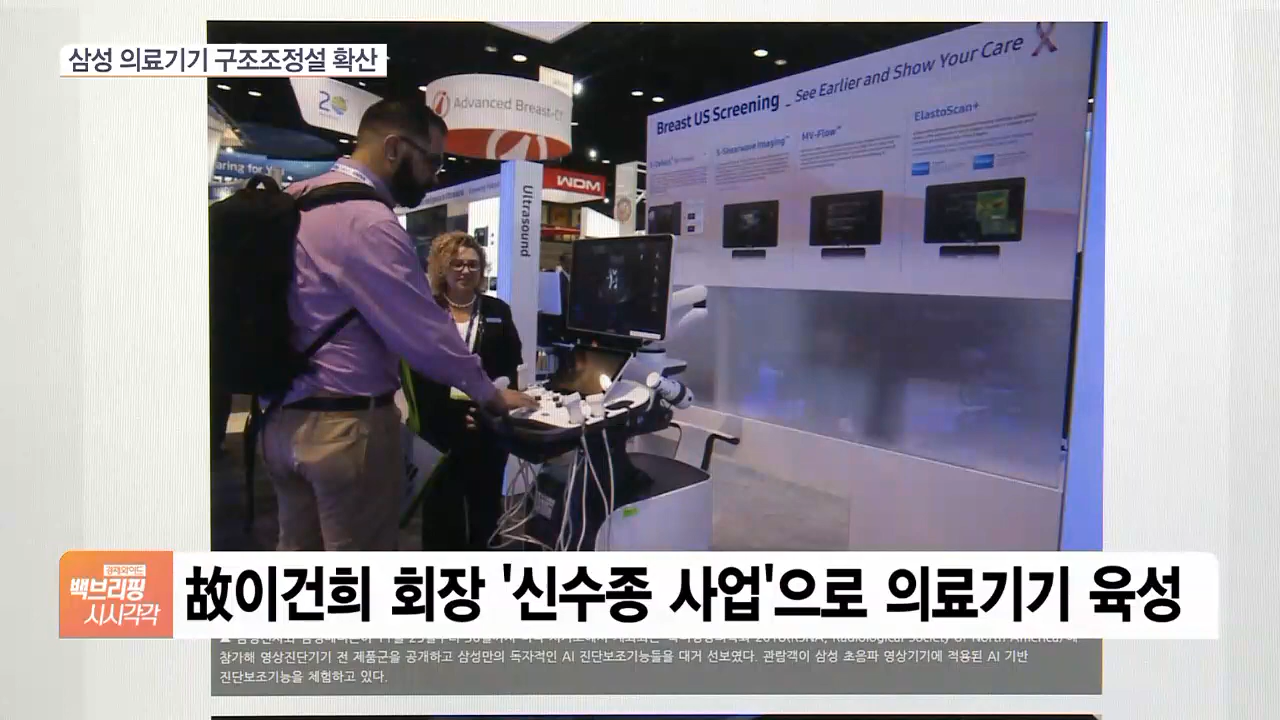 삼성 의료기기 구조조정설 확산
20
Advanced Breast-CT
aring for
WDM
Ultrasound
Breast US Screening _ See Earlier and Show Your Care
S-Shearwave Imaging™
MV-Flow™
ElastoScan+
경제와이드
백브리핑
시시각각
故이건희 회장 '신수종 사업'으로 의료기기 육성
참가해 영상진단기기 전 제품군을 공개하고 삼성만의 독자적인 AI 진단보조기능들을 대거 선보였다. 관람객이 삼성 초음파 영상기기에 적용된 AI 기반
진단보조기능을 체험하고 있다.